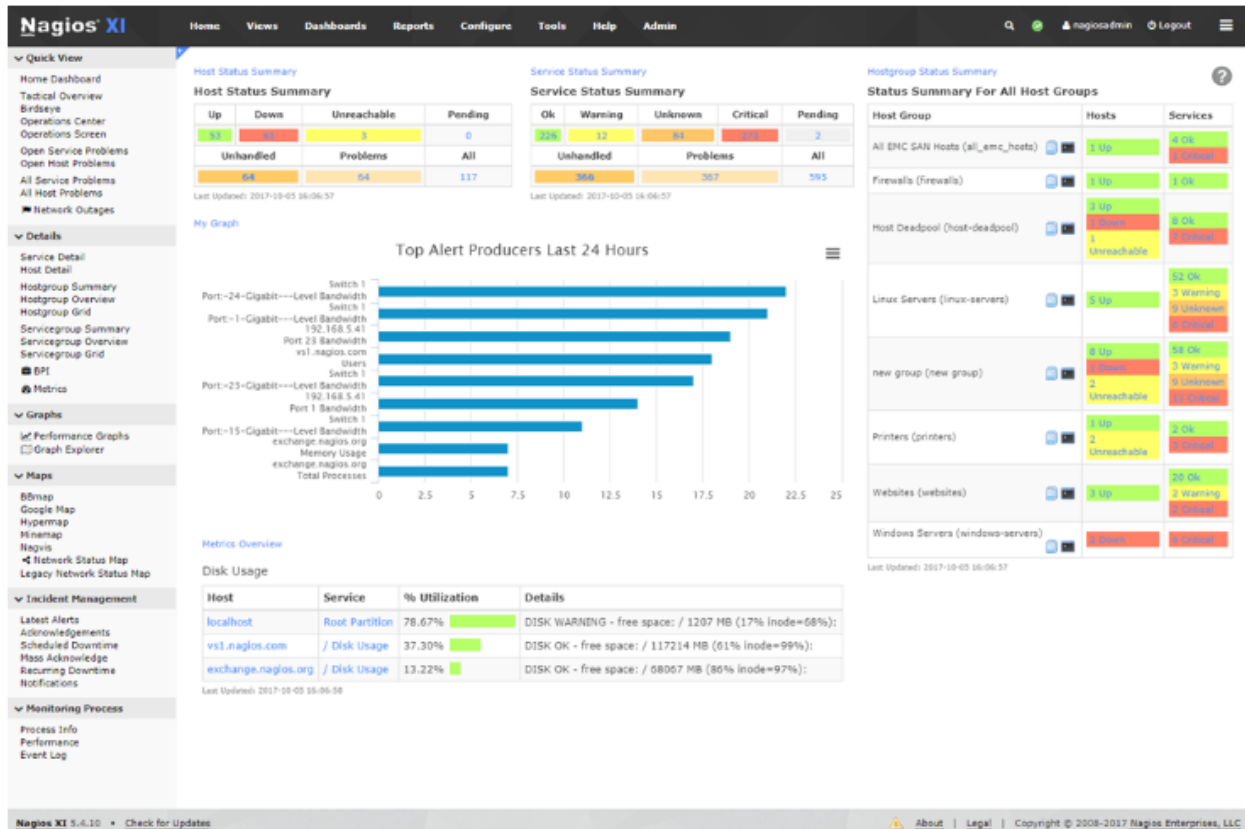 Nagios XI
Home Views Dashboards Reports Configure Tools Help Admin
nagiosadmin Logout
Quick View
Home Dashboard
Tactical Overview
Birdseye
Operations Center
Operations Screen
Open Service Problems
Open Host Problems
All Service Problems
All Host Problems
Network Outages
Details
Service Detail
Host Detail
Hostgroup Summary
Hostgroup Overview
Hostgroup Grid
Servicegroup Summary
Servicegroup Overview
Servicegroup Grid
BPI
Metrics
Graphs
Performance Graphs
Graph Explorer
Maps
BBmap
Google Map
Hypermap
Minemap
Nagvis
Network Status Map
Legacy Network Status Map
Incident Management
Latest Alerts
Acknowledgements
Scheduled Downtime
Mass Acknowledge
Recurring Downtime
Notifications
Monitoring Process
Process Info
Performance
Event Log
Host Status Summary
Host Status Summary
Up Down Unreachable Pending
53 3 0
Unhandled Problems All
64 64 117
Last Updated: 2017-10-05 16:06:57
Service Status Summary
Service Status Summary
Ok Warning Unknown Critical Pending
226 12 84 2
Unhandled Problems All
366 367 595
Last Updated: 2017-10-05 16:06:57
My Graph
Top Alert Producers Last 24 Hours
Switch 1
Port:-24-Gigabit---Level Bandwidth
Switch 1
Port:-1-Gigabit---Level Bandwidth
192.168.5.41
Port 23 Bandwidth
vs1.nagios.com
Users
Switch 1
Port:-23-Gigabit---Level Bandwidth
192.168.5.41
Port 1 Bandwidth
Switch 1
Port:-15-Gigabit---Level Bandwidth
exchange.nagios.org
Memory Usage
exchange.nagios.org
Total Processes
0 2.5 5 7.5 10 12.5 15 17.5 20 22.5 25
Metrics Overview
Disk Usage
Host Service % Utilization Details
localhost Root Partition 78.67% DISK WARNING - free space: / 1207 MB (17% inode=68%):
vs1.nagios.com / Disk Usage 37.30% DISK OK - free space: / 117214 MB (61% inode=99%):
exchange.nagios.org / Disk Usage 13.22% DISK OK - free space: / 68067 MB (86% inode=97%):
Last Updated: 2017-10-05 16:06:58
Hostgroup Status Summary
Status Summary For All Host Groups
Host Group Hosts Services
All EMC SAN Hosts (all_emc_hosts) 1 Up 4 Ok
1 Critical
Firewalls (firewalls) 1 Up 1 Ok
Host Deadpool (host-deadpool) 3 Up
Down
1
Unreachable
8 Ok
7 Critical
Linux Servers (linux-servers) 5 Up
52 Ok
3 Warning
9 Unknown
Critical
new group (new group) 8 Up
1 Down
2
Unreachable
58 Ok
3 Warning
9 Unknown
11 Critical
Printers (printers) 1 Up
2
Unreachable
2 Ok
Critical
Websites (websites) 3 Up
20 Ok
2 Warning
2 Critical
Windows Servers (windows-servers) Down Critical
Last Updated: 2017-10-05 16:06:57
Nagios XI 5.4.10 • Check for Updates
About | Legal | Copyright © 2008-2017 Nagios Enterprises, LLC